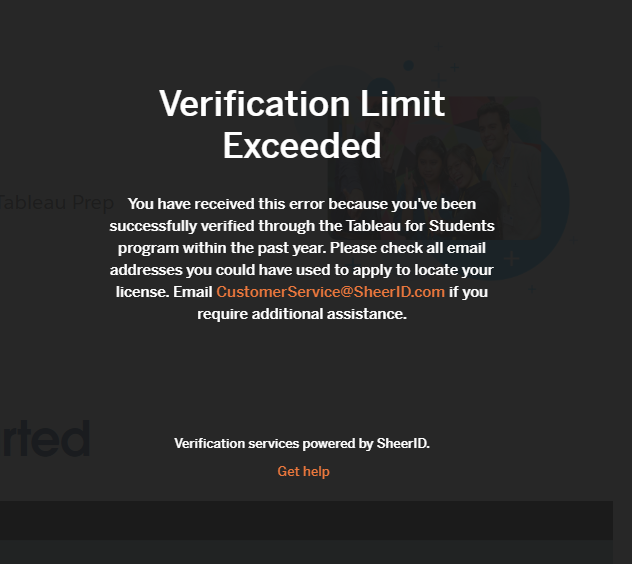 Verification Limit
Exceeded
Tableau Prep
You have received this error because you've been
successfully verified through the Tableau for Students
program within the past year. Please check all email
addresses you could have used to apply to locate your
license. Email CustomerService@SheerID.com if you
require additional assistance.
rted
Verification services powered by SheerID.
Get help